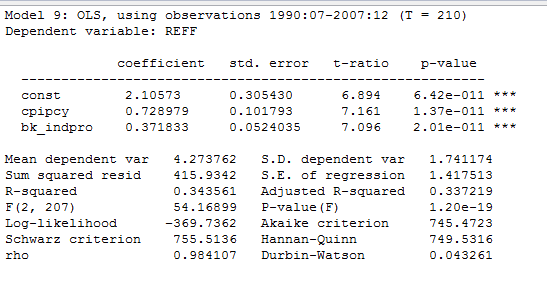 Model 9: OLS, using observations 1990:07-2007:12 (T = 210)
Dependent variable: REFF
coefficient std. error t-ratio p-value
-------------------------------------------------------
const 2.10573 0.305430 6.894 6.42e-011 ***
cpipcy 0.728979 0.101793 7.161 1.37e-011 ***
bk_indpro 0.371833 0.0524035 7.096 2.01e-011 ***
Mean dependent var 4.273762 S.D. dependent var 1.741174
Sum squared resid 415.9342 S.E. of regression 1.417513
R-squared 0.343561 Adjusted R-squared 0.337219
F(2, 207) 54.16899 P-value(F) 1.20e-19
Log-likelihood -369.7362 Akaike criterion 745.4723
Schwarz criterion 755.5136 Hannan-Quinn 749.5316
rho 0.984107 Durbin-Watson 0.043261